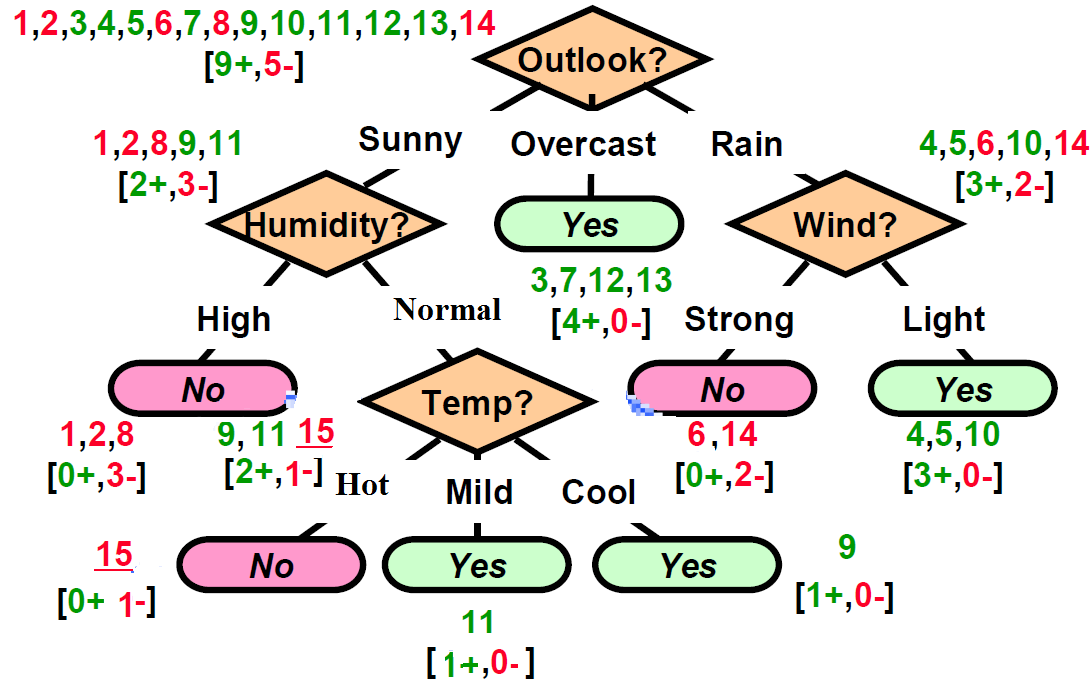 1,2,3,4,5,6,7,8,9,10,11,12,13,14
[9+,5-]
Outlook?
Sunny
Overcast
Rain
1,2,8,9,11
[2+,3-]
4,5,6,10,14
[3+,2-]
Humidity?
Yes
Wind?
3,7,12,13
[4+,0-]
High
Normal
Strong
Light
No
Temp?
No
Yes
1,2,8
[0+,3-]
9,11 15
[2+,1-]
6,14
[0+,2-]
4,5,10
[3+,0-]
Hot
Mild
Cool
15
[0+ 1-]
No
Yes
Yes
9
[1+,0-]
11
[ 1+,0- ]